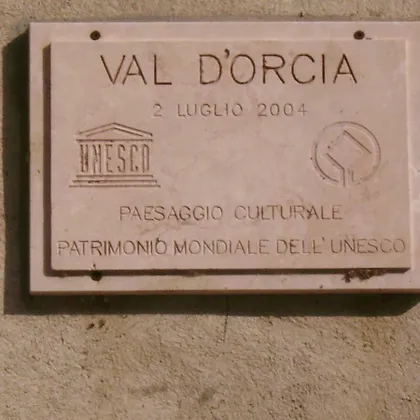 VAL D'ORCIA
2 LUGLIO 2004
UNESCO
PAESAGGIO CULTURALE
PATRIMONIO MONDIALE DELL'UNESCO